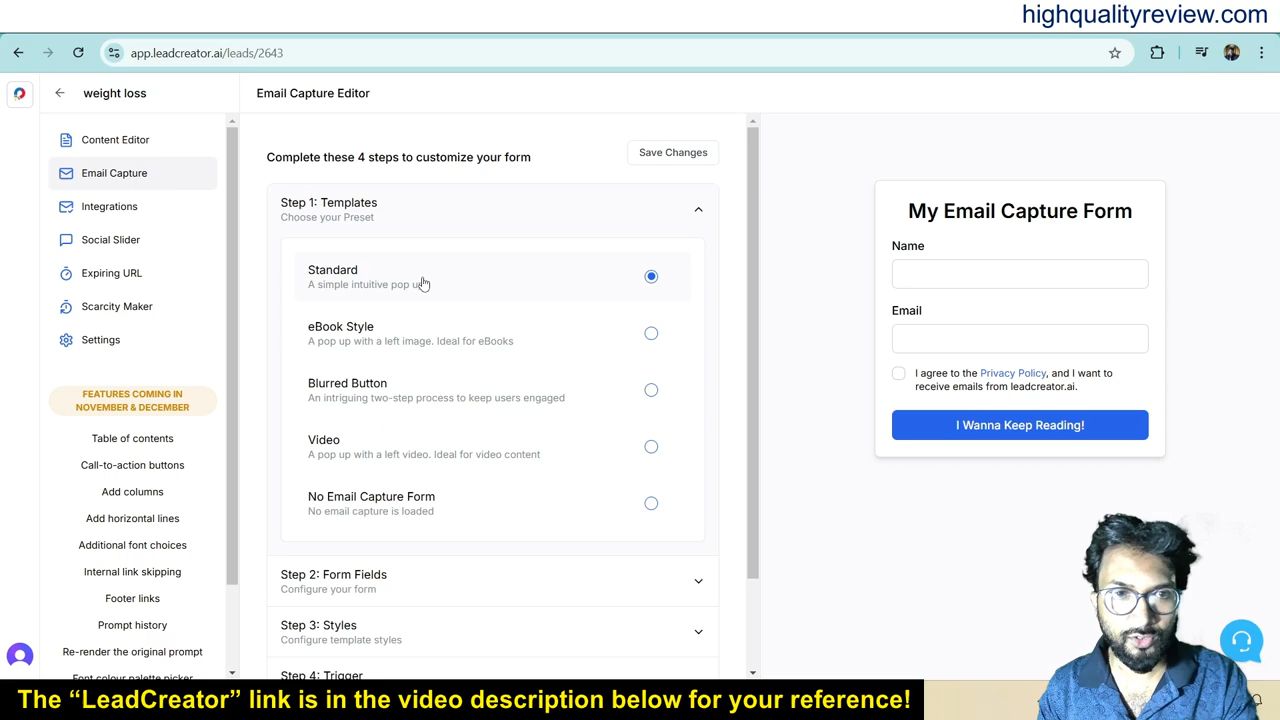 highqualityreview.com
app.leadcreator.ai/leads/2643
weight loss
Email Capture Editor
Content Editor
Email Capture
Integrations
Social Slider
Expiring URL
Scarcity Maker
Settings
FEATURES COMING IN
NOVEMBER & DECEMBER
Table of contents
Call-to-action buttons
Add columns
Add horizontal lines
Additional font choices
Internal link skipping
Footer links
Prompt history
Re-render the original prompt
Font colour palette picker
Complete these 4 steps to customize your form
Save Changes
Step 1: Templates
Choose your Preset
Standard
A simple intuitive pop up
eBook Style
A pop up with a left image. Ideal for eBooks
Blurred Button
An intriguing two-step process to keep users engaged
Video
A pop up with a left video. Ideal for video content
No Email Capture Form
No email capture is loaded
Step 2: Form Fields
Configure your form
Step 3: Styles
Configure template styles
Step 4: Trigger
My Email Capture Form
Name
Email
I agree to the Privacy Policy, and I want to
receive emails from leadcreator.ai.
I Wanna Keep Reading!
The “LeadCreator” link is in the video description below for your reference!